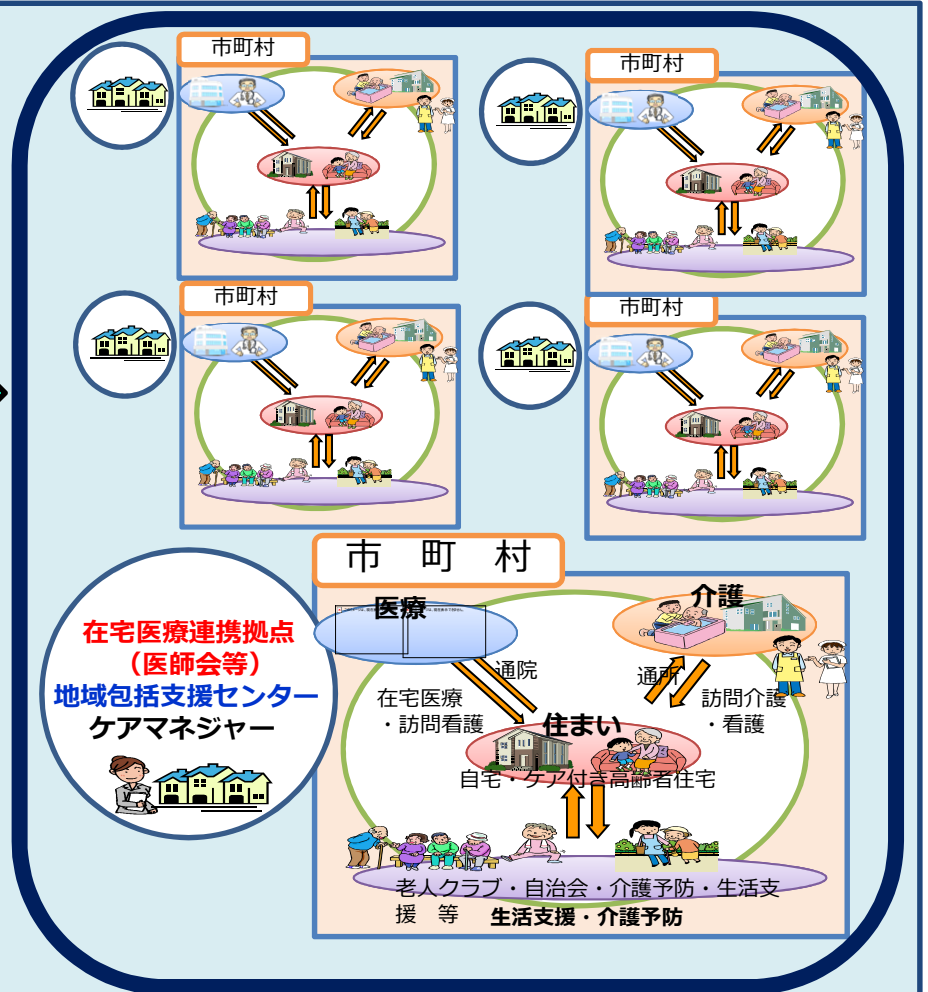 市町村
市町村
市町村
市町村
市 町 村
在宅医療連携拠点
（医師会等）
地域包括支援センター
ケアマネジャー
医療
介護
通院
通所
在宅医療
・訪問看護
訪問介護
・看護
住まい
自宅・ケア付き高齢者住宅
老人クラブ・自治会・介護予防・生活支
援 等
生活支援・介護予防